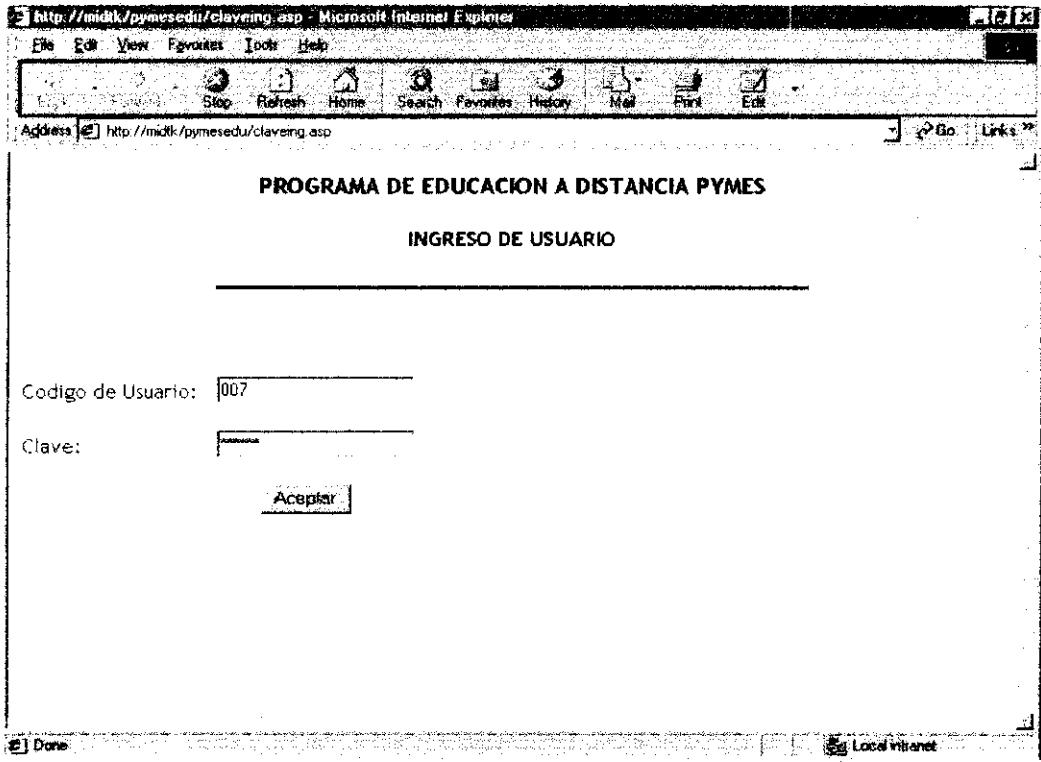 http://midtk/pymesedu/claveing.asp - Microsoft Internet Explorer
File Edit View Favorites Tools Help
Stop Refresh Home Search Favorites History Mail Print Edit
Address http://midtk/pymesedu/claveing.asp Go Links »
PROGRAMA DE EDUCACION A DISTANCIA PYMES
INGRESO DE USUARIO
Codigo de Usuario: 007
Clave:
Aceptar
Done Local intranet